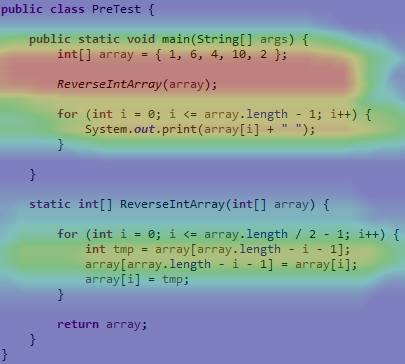 public class PreTest {
public static void main(String[] args) {
int[] array = { 1, 6, 4, 10, 2 };
ReverseIntArray(array);
for (int i = 0; i <= array.length - 1; i++) {
System.out.print(array[i] + " ");
}
}
static int[] ReverseIntArray(int[] array) {
for (int i = 0; i <= array.length / 2 - 1; i++) {
int tmp = array[array.length - i - 1];
array[array.length - i - 1] = array[i];
array[i] = tmp;
}
return array;
}
}